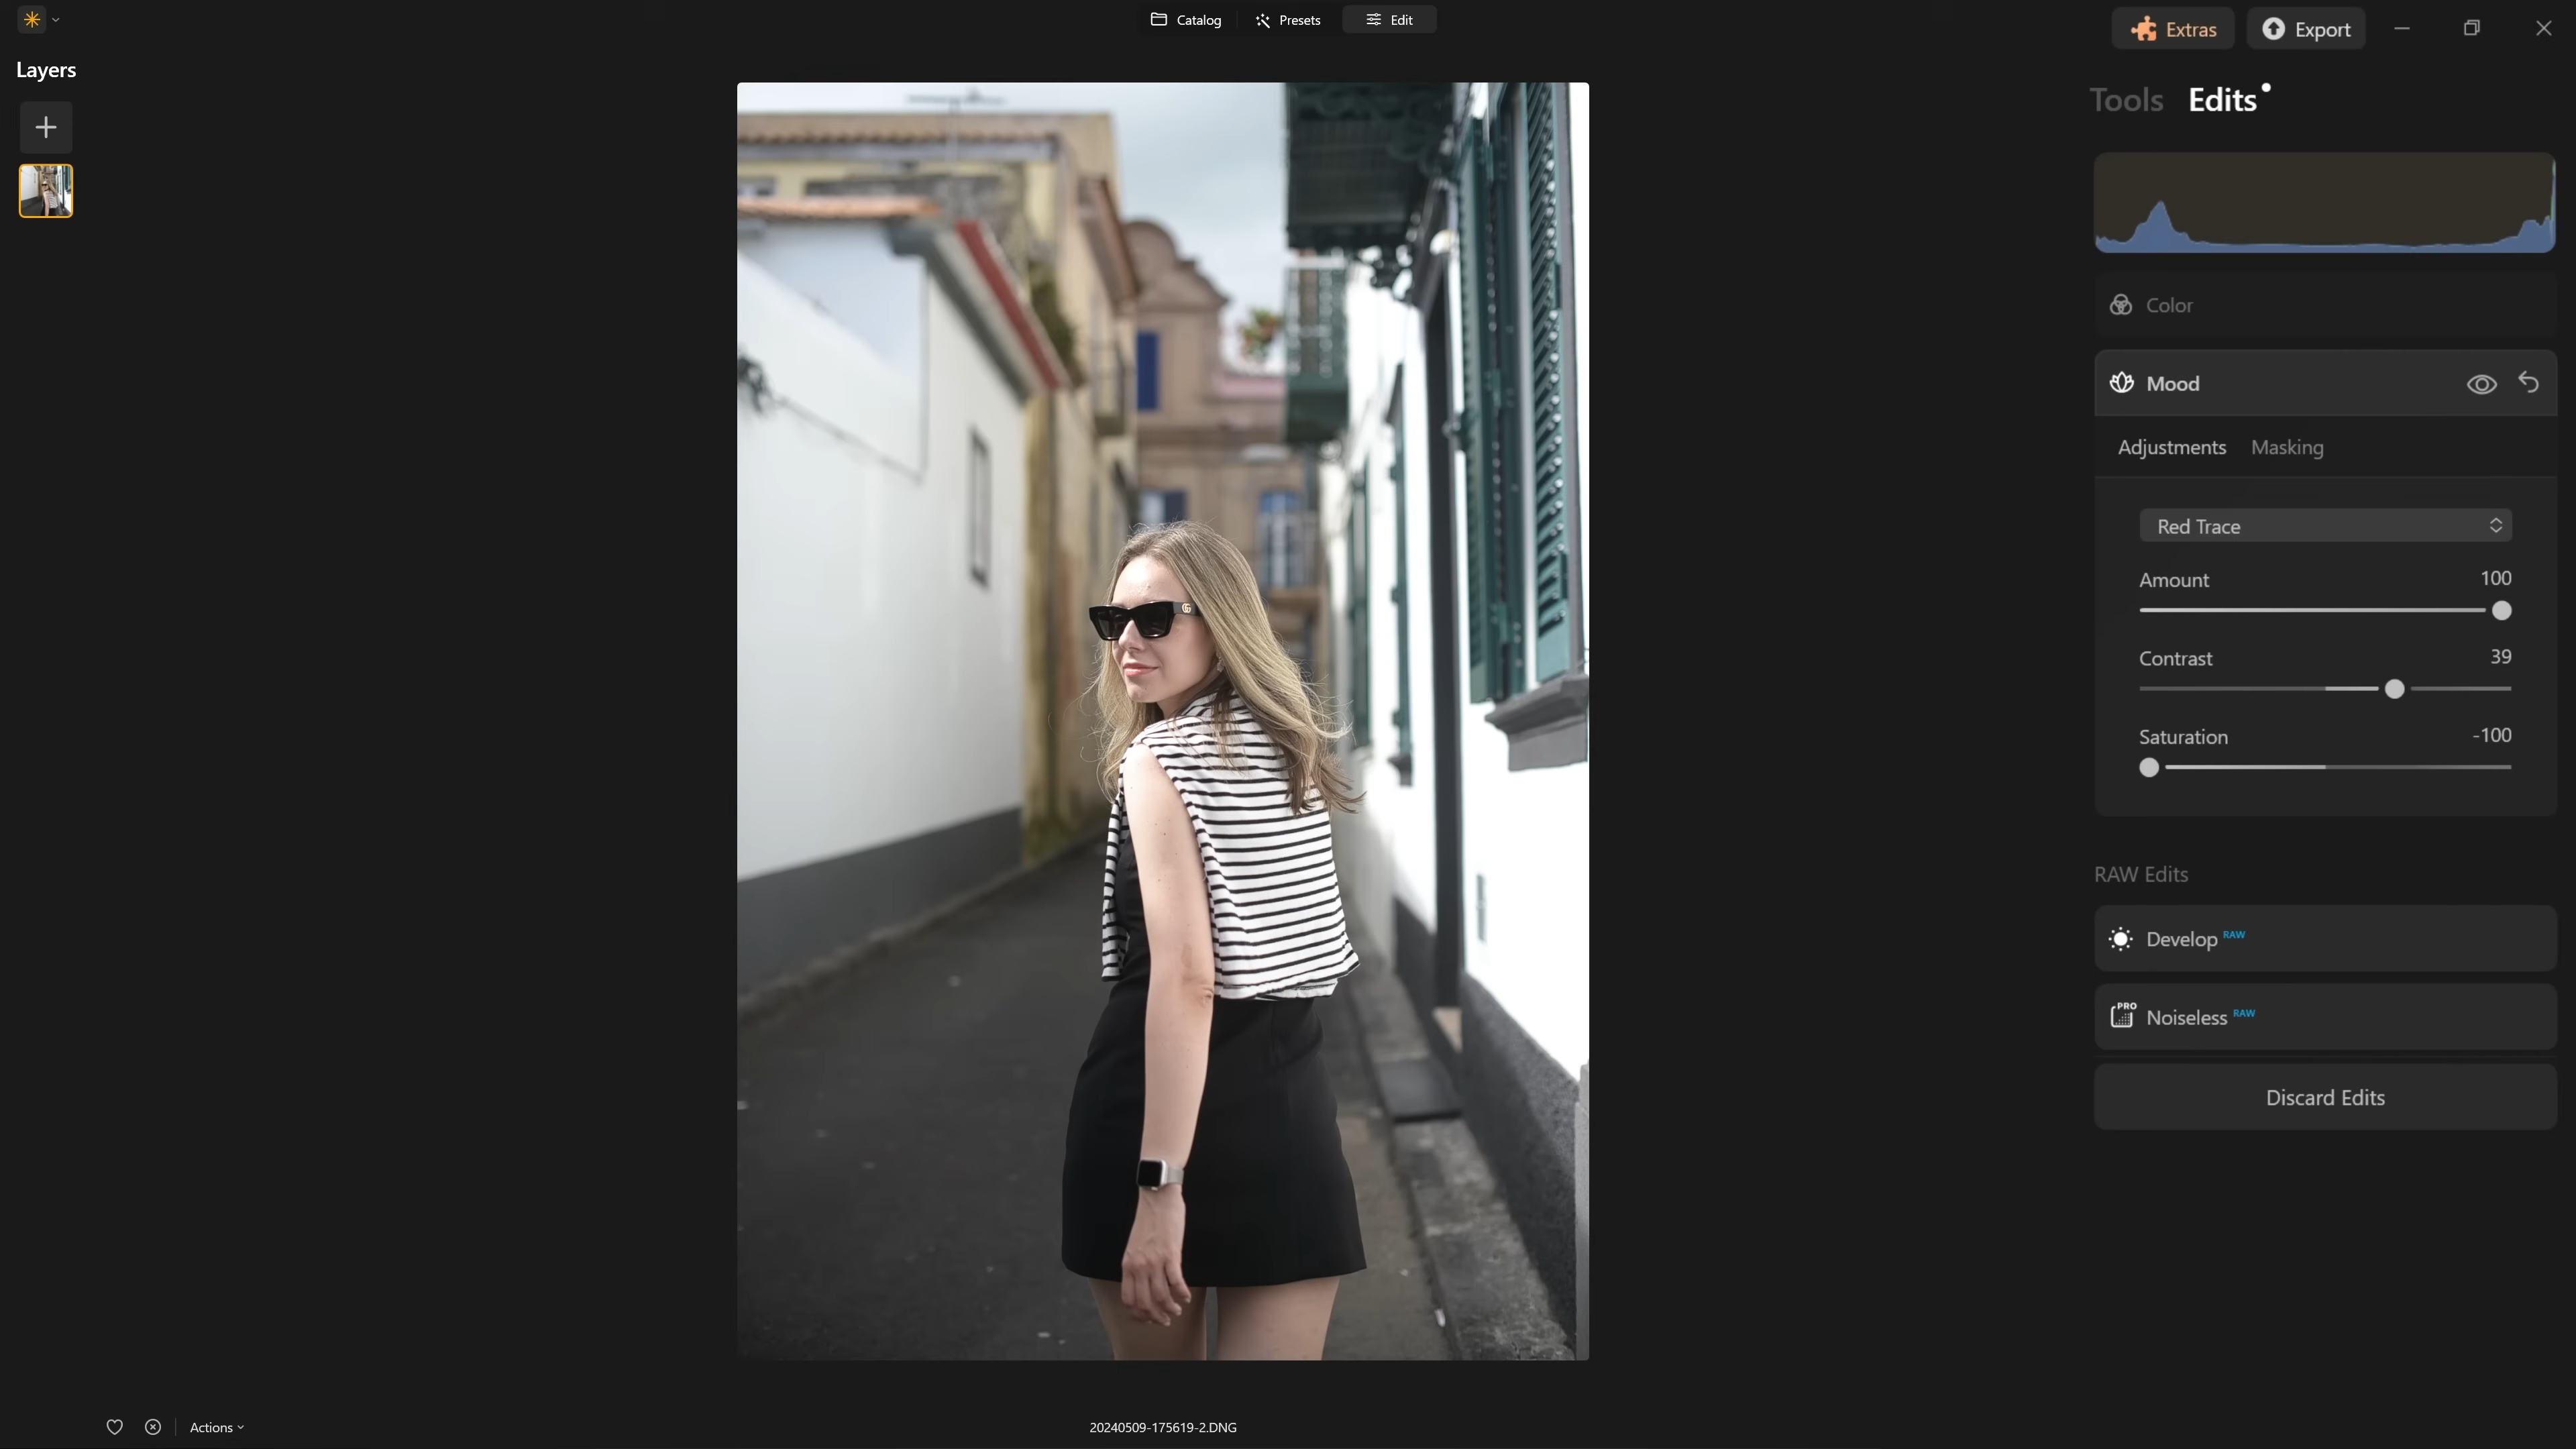 Catalog
Presets
Edit
Extras
Export
Layers
Tools Edits
Color
Mood
Adjustments Masking
Red Trace
Amount 100
Contrast 39
Saturation -100
RAW Edits
Develop RAW
PRO Noiseless RAW
Discard Edits
Actions
20240509-175619-2.DNG